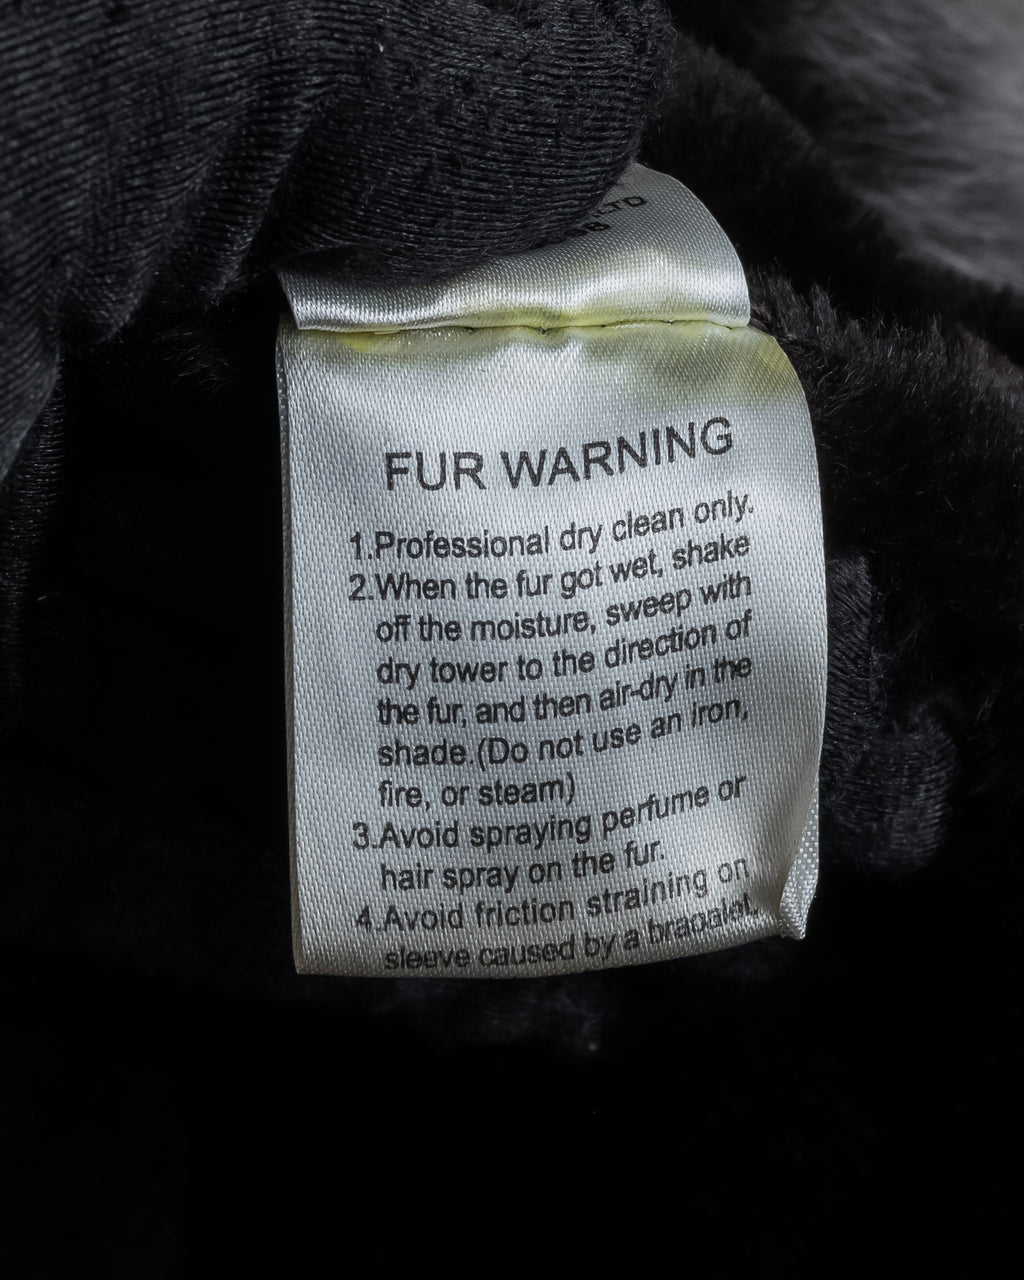 LTD
FUR WARNING
1.Professional dry clean only.
2.When the fur got wet, shake
off the moisture, sweep with
dry tower to the direction of
the fur, and then air-dry in the
shade.(Do not use an iron,
fire, or steam)
3.Avoid spraying perfume or
hair spray on the fur.
4.Avoid friction straining on
sleeve caused by a bracalet.